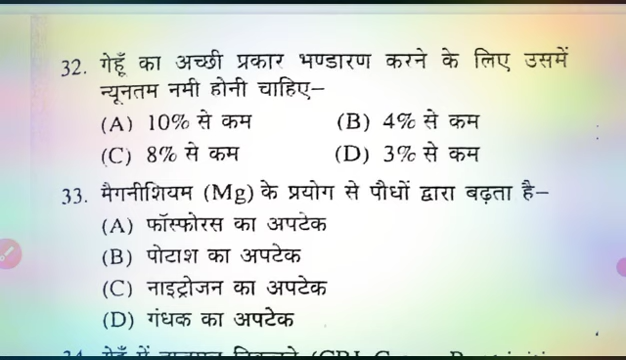 32. गेहूँ का अच्छी प्रकार भण्डारण करने के लिए उसमें
न्यूनतम नमी होनी चाहिए–
(A) 10% से कम (B) 4% से कम
(C) 8% से कम (D) 3% से कम
33. मैगनीशियम (Mg) के प्रयोग से पौधों द्वारा बढ़ता है–
(A) फॉस्फोरस का अपटेक
(B) पोटाश का अपटेक
(C) नाइट्रोजन का अपटेक
(D) गंधक का अपटेक
34. गेहूँ में